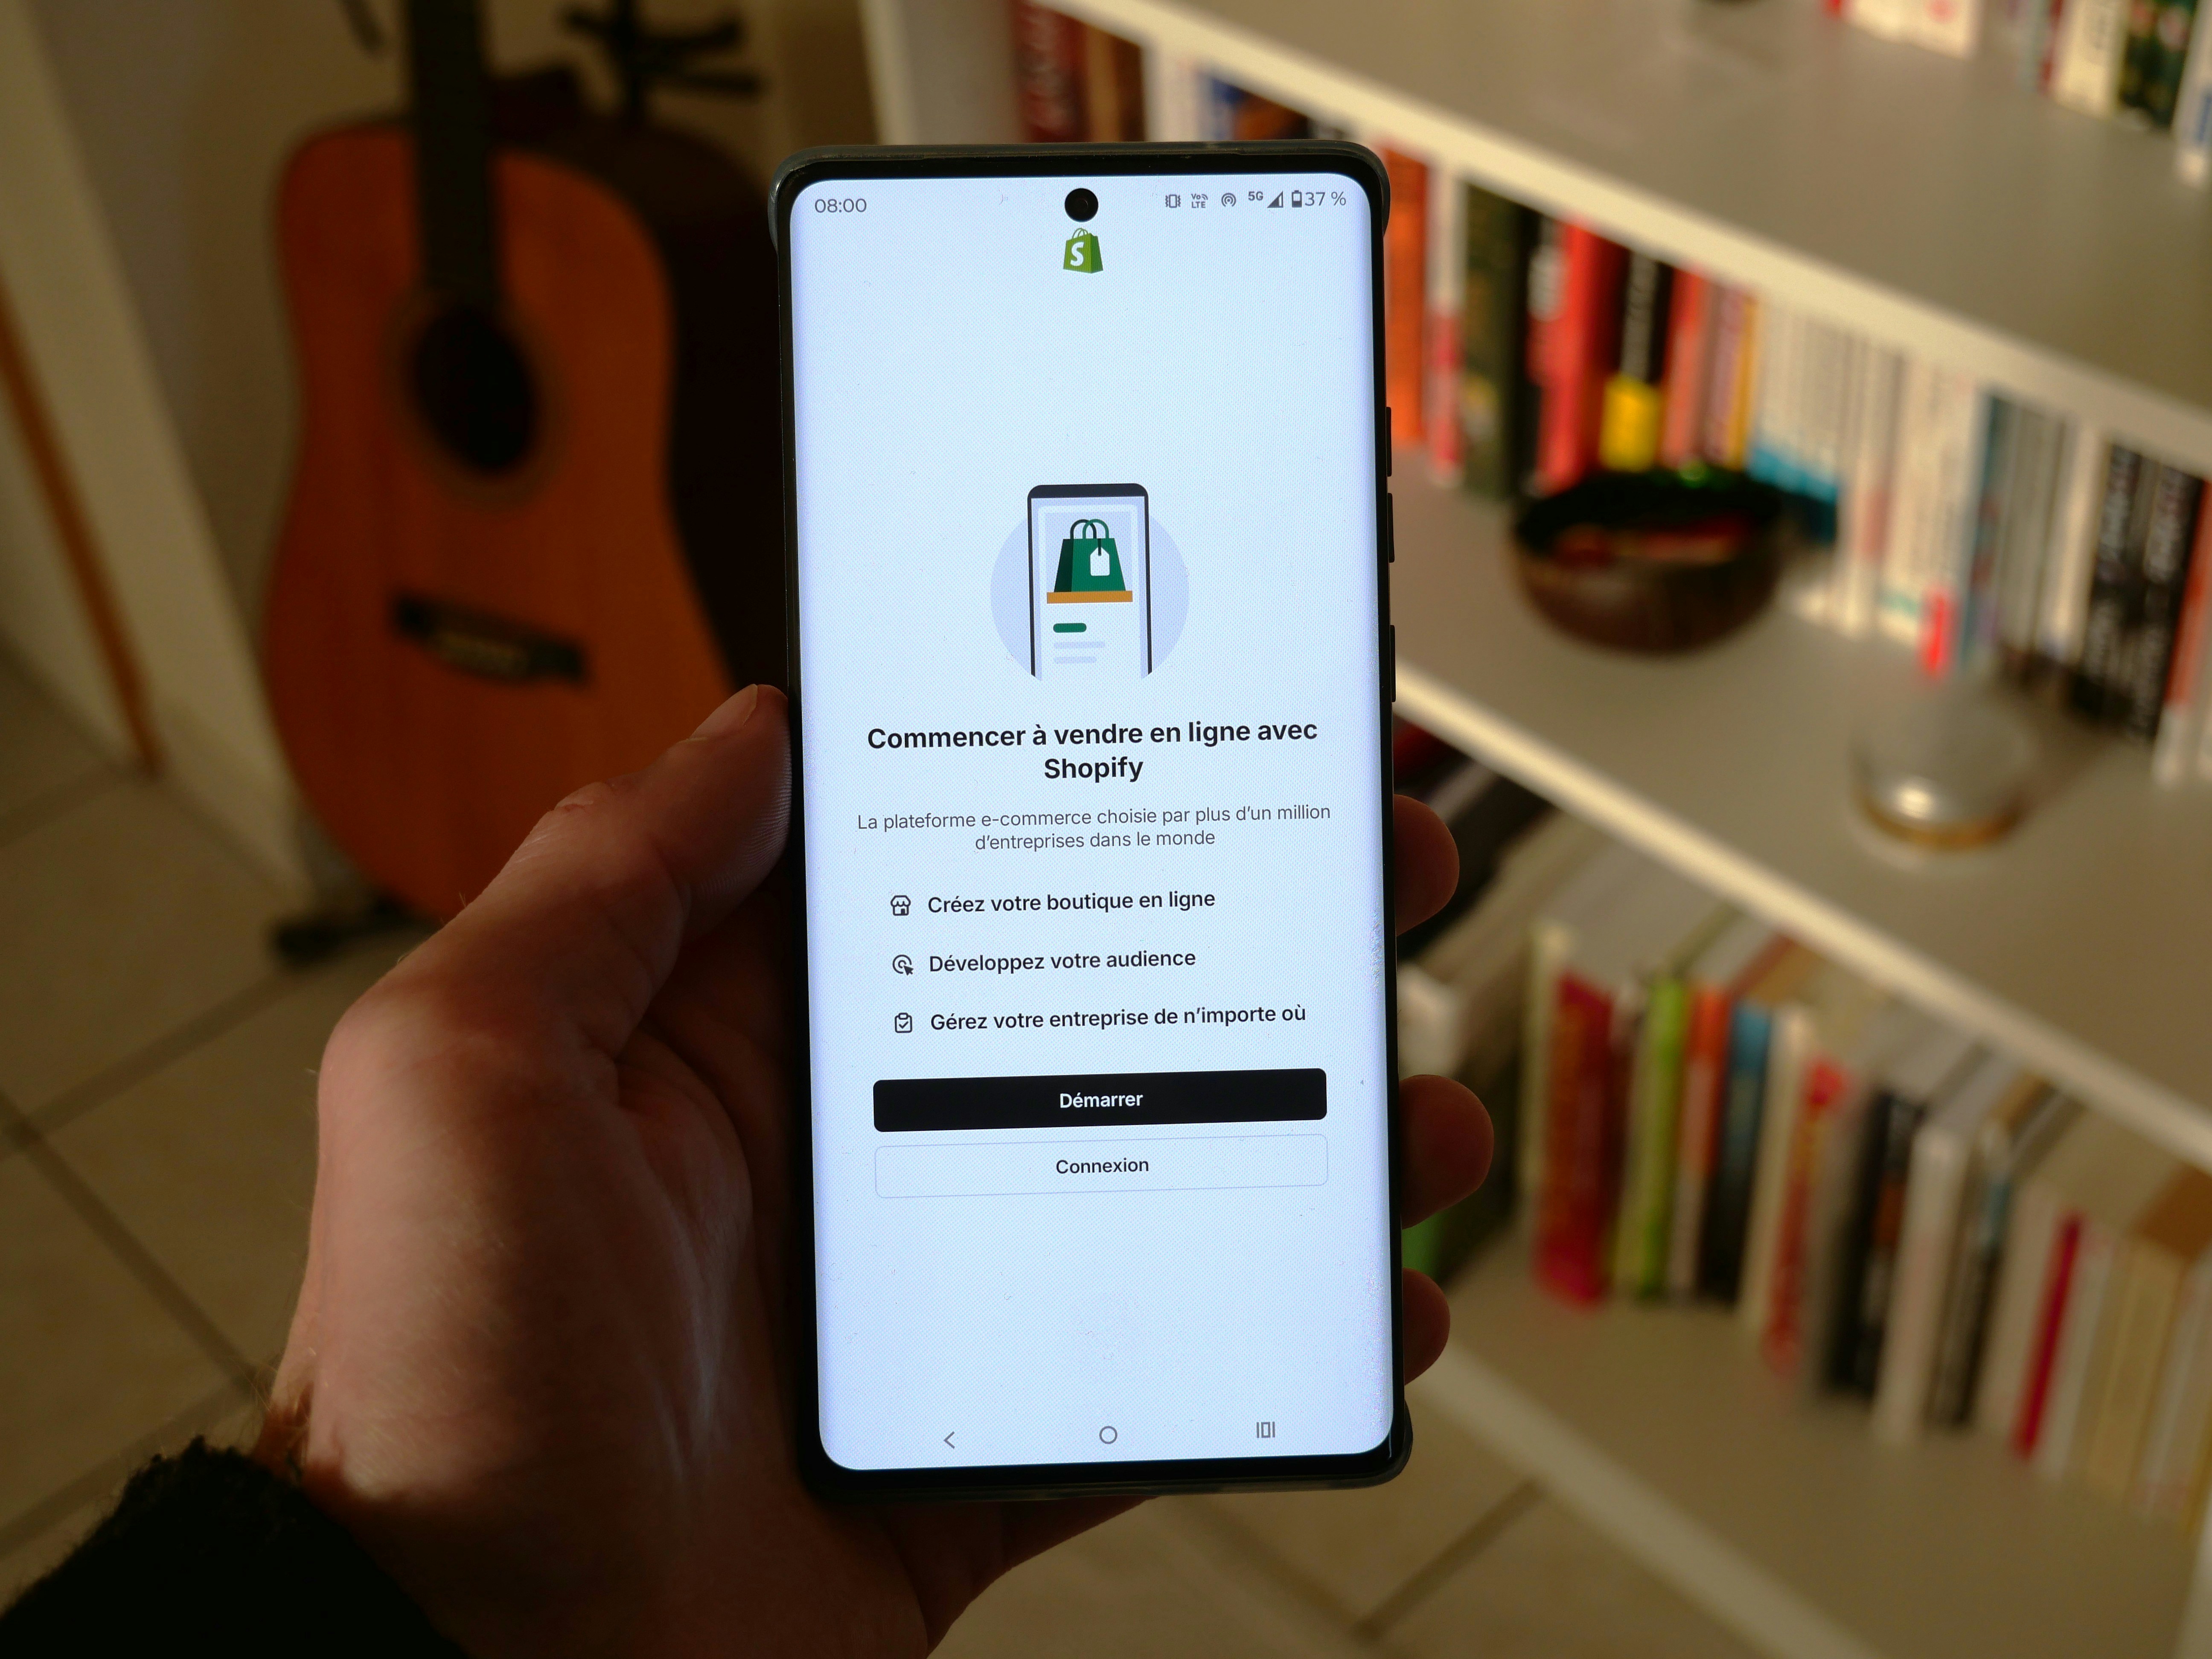 08:00
Vo
LTE
5G
37 %
S
Commencer à vendre en ligne avec
Shopify
La plateforme e-commerce choisie par plus d’un million
d’entreprises dans le monde
Créez votre boutique en ligne
Développez votre audience
Gérez votre entreprise de n’importe où
Démarrer
Connexion